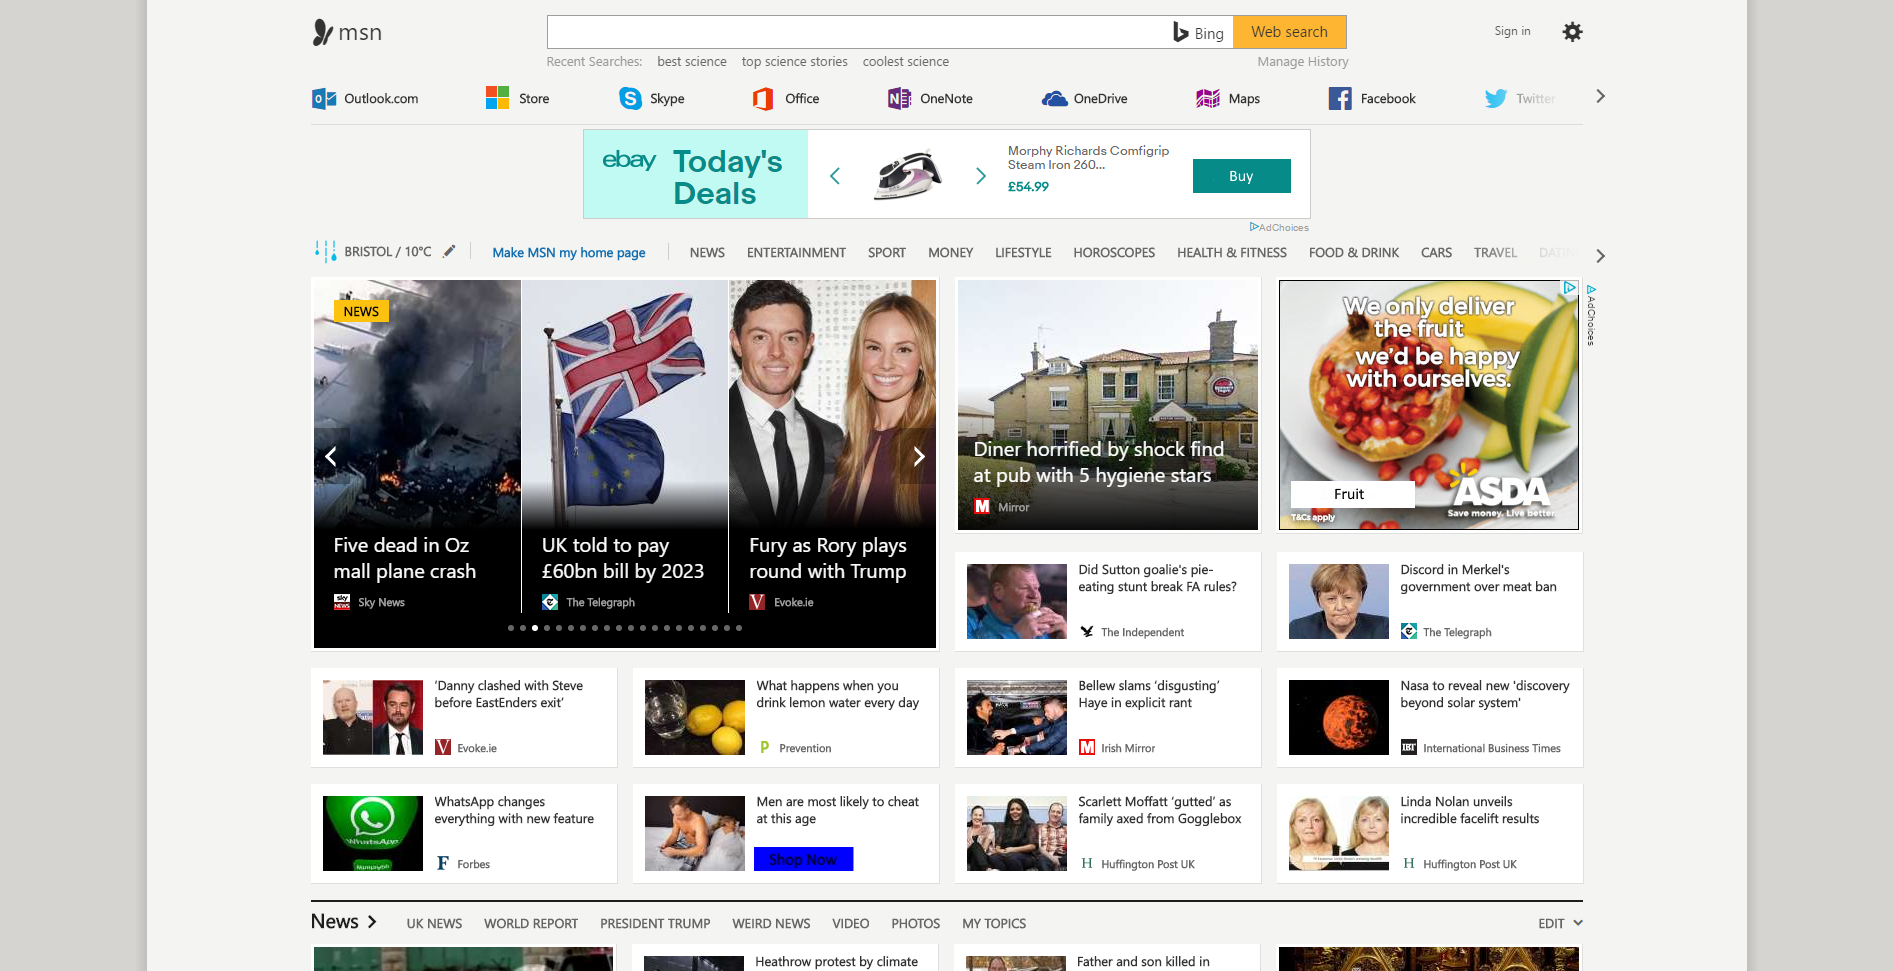 msn
Bing
Web search
Sign in
Recent Searches: best science top science stories coolest science
Manage History
Outlook.com
Store
Skype
Office
OneNote
OneDrive
Maps
Facebook
Twitter
ebay
Today's
Deals
Morphy Richards Comfigrip
Steam Iron 260...
£54.99
Buy
AdChoices
BRISTOL / 10°C
Make MSN my home page
NEWS ENTERTAINMENT SPORT MONEY LIFESTYLE HOROSCOPES HEALTH & FITNESS FOOD & DRINK CARS TRAVEL
NEWS
Five dead in Oz
mall plane crash
sky NEWS
Sky News
UK told to pay
£60bn bill by 2023
The Telegraph
Fury as Rory plays
round with Trump
V
Evoke.ie
Diner horrified by shock find
at pub with 5 hygiene stars
M
Mirror
We only deliver
the fruit
we'd be happy
with ourselves.
Fruit
T&Cs apply
ASDA
Save money. Live better.
AdChoices
Did Sutton goalie's pie-
eating stunt break FA rules?
The Independent
Discord in Merkel's
government over meat ban
The Telegraph
‘Danny clashed with Steve
before EastEnders exit’
V
Evoke.ie
What happens when you
drink lemon water every day
P
Prevention
Bellew slams ‘disgusting’
Haye in explicit rant
M
Irish Mirror
Nasa to reveal new 'discovery
beyond solar system'
IBT
International Business Times
WhatsApp
WhatsApp changes
everything with new feature
F
Forbes
Men are most likely to cheat
at this age
Shop Now
Scarlett Moffatt ‘gutted’ as
family axed from Gogglebox
H
Huffington Post UK
Linda Nolan unveils
incredible facelift results
H
Huffington Post UK
News
UK NEWS WORLD REPORT PRESIDENT TRUMP WEIRD NEWS VIDEO PHOTOS MY TOPICS
EDIT
Heathrow protest by climate
Father and son killed in